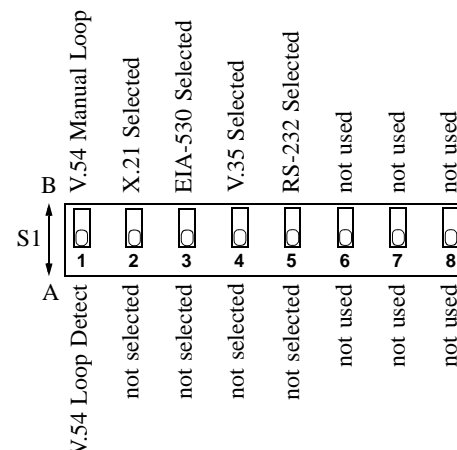 V.54 Manual Loop
X.21 Selected
EIA-530 Selected
V.35 Selected
RS-232 Selected
not used
not used
not used
B
S1
A
1 2 3 4 5 6 7 8
V.54 Loop Detect
not selected
not selected
not selected
not selected
not used
not used
not used